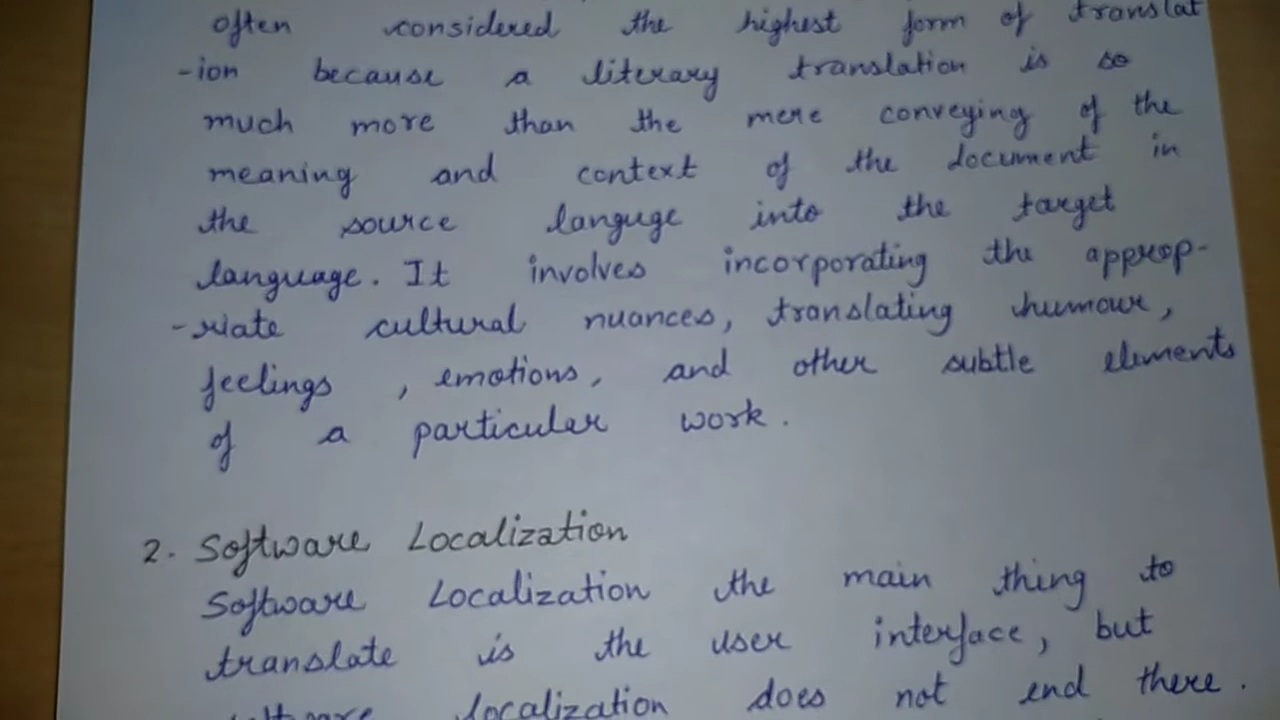 often considered the highest form of translat
-ion because a literary translation is so
much more than the mere conveying of the
meaning and context of the document in
the source languge into the target
language. It involves incorporating the approp-
-riate cultural nuances, translating humour,
feelings , emotions, and other subtle elements
of a particular work.
2. Software Localization
Software Localization the main thing to
translate is the user interface, but
software localization does not end there.